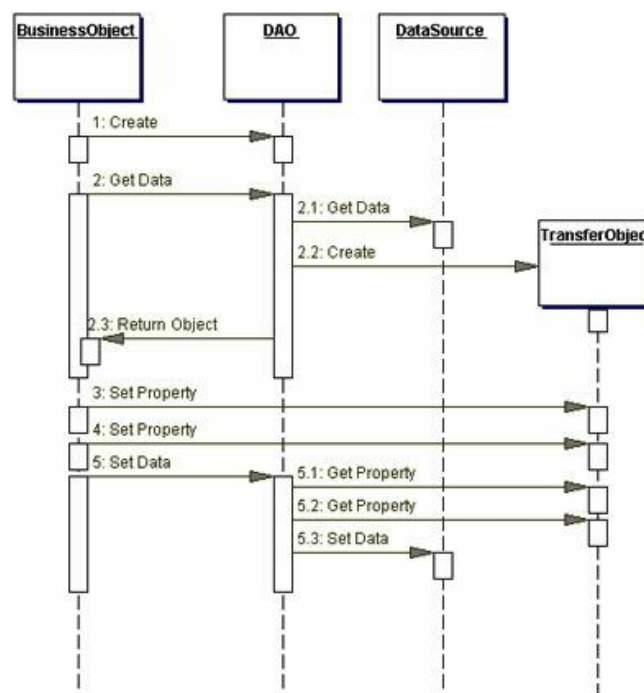 BusinessObject
DAO
DataSource
1: Create
2: Get Data
2.1: Get Data
TransferObject
2.2: Create
2.3: Return Object
3: Set Property
4: Set Property
5: Set Data
5.1: Get Property
5.2: Get Property
5.3: Set Data